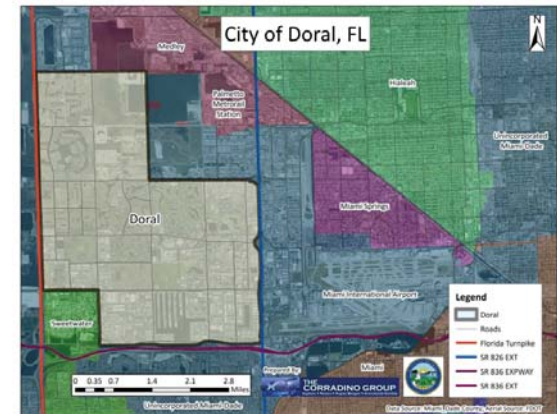 City of Doral, FL
N
Medley
Palmetto
Metrorail
Station
Hialeah
Unincorporated
Miami Dade
Miami Springs
Doral
Miami International Airport
Sweetwater
Legend
Doral
Roads
Florida Turnpike
SR 826 EXT
SR 836 EXPWAY
SR 836 EXT
0 0.35 0.7 1.4 2.1 2.8
Miles
Prepared by:
THE
CORRADINO GROUP
Miami
Unincorporated Miami-Dade
Data Source: Miami Dade County, Aerial Source: FDOT